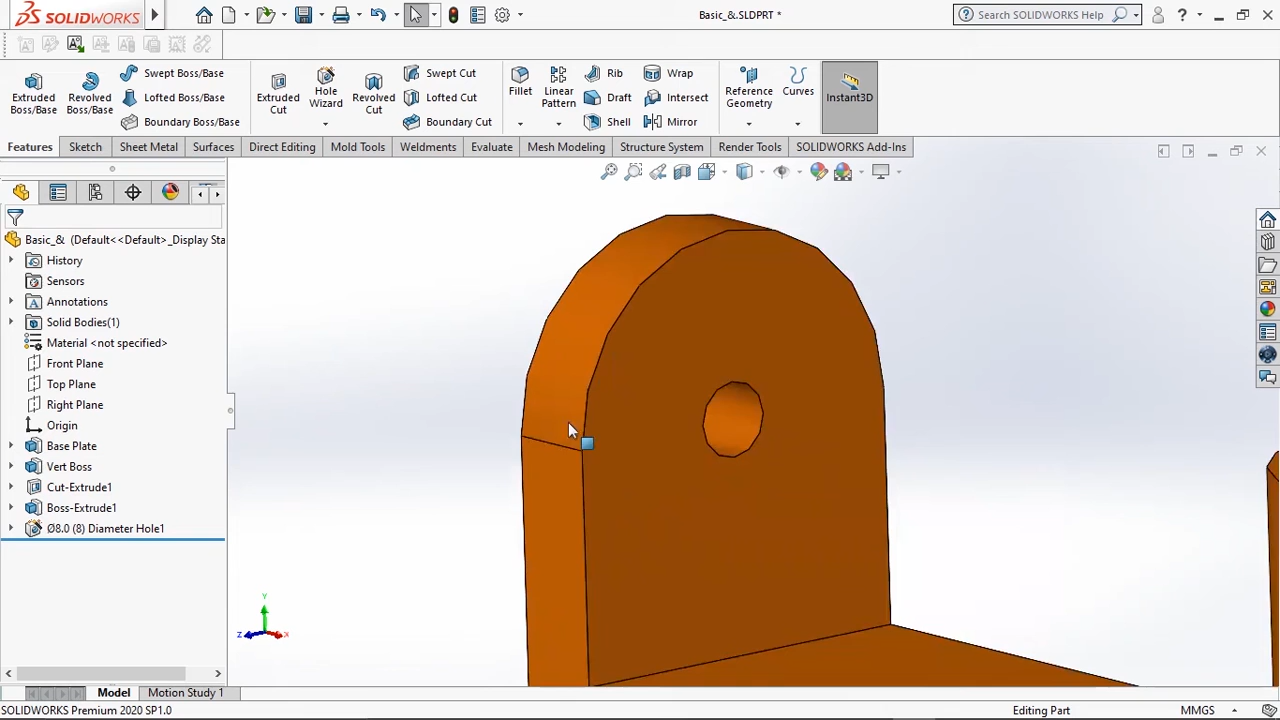 SOLIDWORKS
Basic_&.SLDPRT *
Search SOLIDWORKS Help
Extruded Boss/Base
Revolved Boss/Base
Swept Boss/Base
Lofted Boss/Base
Boundary Boss/Base
Extruded Cut
Hole Wizard
Revolved Cut
Swept Cut
Lofted Cut
Boundary Cut
Fillet
Linear Pattern
Rib
Draft
Shell
Wrap
Intersect
Mirror
Reference Geometry
Curves
Instant3D
Features
Sketch
Sheet Metal
Surfaces
Direct Editing
Mold Tools
Weldments
Evaluate
Mesh Modeling
Structure System
Render Tools
SOLIDWORKS Add-Ins
Basic_& (Default<<Default>_Display Sta
History
Sensors
Annotations
Solid Bodies(1)
Material <not specified>
Front Plane
Top Plane
Right Plane
Origin
Base Plate
Vert Boss
Cut-Extrude1
Boss-Extrude1
Ø8.0 (8) Diameter Hole1
Y
Z
X
Model
Motion Study 1
SOLIDWORKS Premium 2020 SP1.0
Editing Part
MMGS